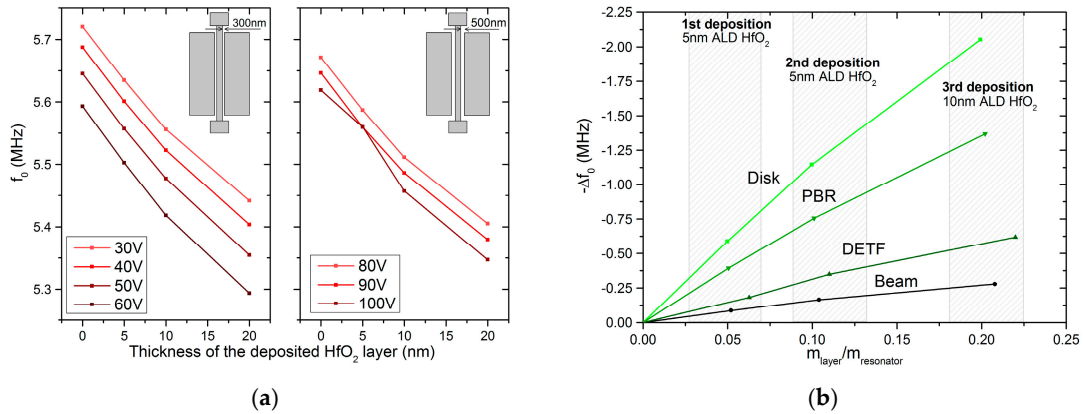 300nm
500nm
5.7
5.6
5.5
5.4
5.3
f₀ (MHz)
30V
40V
50V
60V
80V
90V
100V
0 5 10 15 20 0 5 10 15 20
Thickness of the deposited HfO₂ layer (nm)
(a)
1st deposition
5nm ALD HfO₂
2nd deposition
5nm ALD HfO₂
3rd deposition
10nm ALD HfO₂
-2.25
-2.00
-1.75
-1.50
-1.25
-1.00
-0.75
-0.50
-0.25
0.00
-Δf₀ (MHz)
Disk
PBR
DETF
Beam
0.00 0.05 0.10 0.15 0.20 0.25
m_layer/m_resonator
(b)